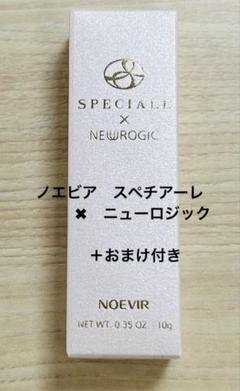 SPECIALE
×
NEWROGIC
ノエビア　スペチアーレ
✖　ニューロジック
＋おまけ付き
NOEVIR
NET WT. 0.35 OZ. - 10g